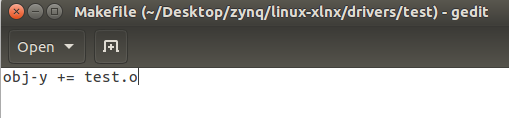 Makefile (~/Desktop/zynq/linux-xlnx/drivers/test) - gedit
Open
obj-y += test.o